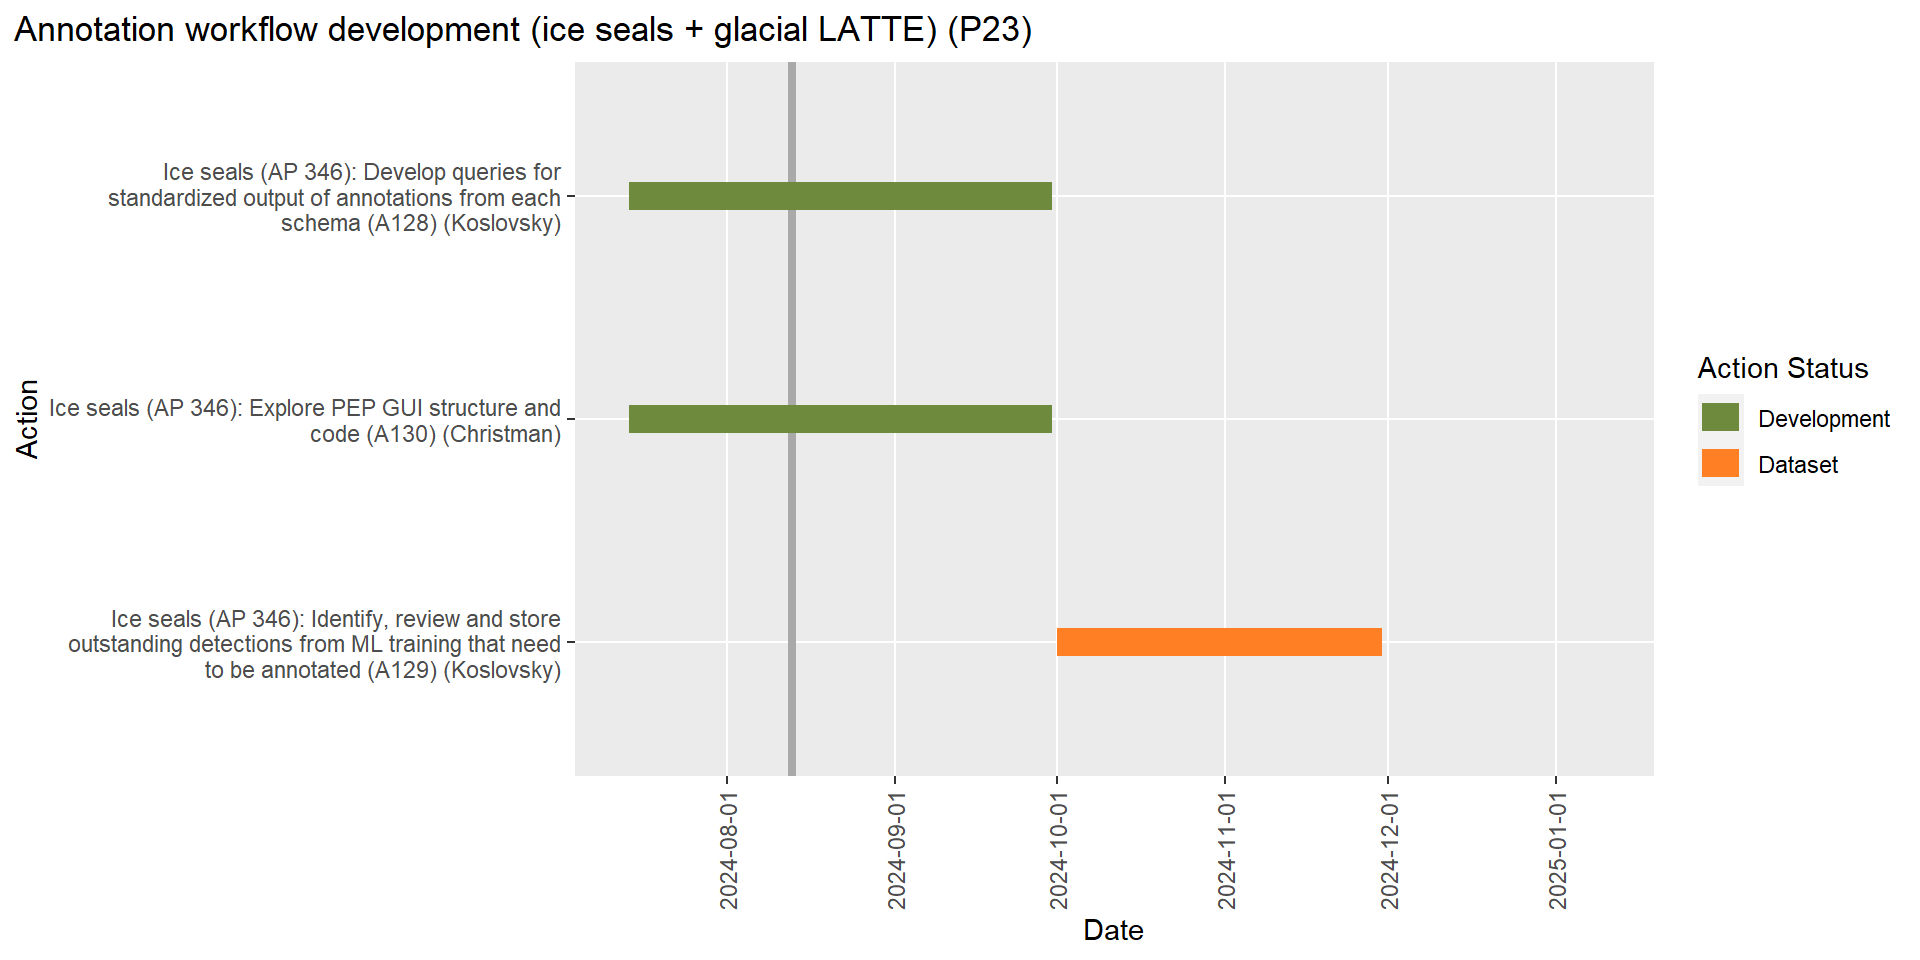 Annotation workflow development (ice seals + glacial LATTE) (P23)
Ice seals (AP 346): Develop queries for
standardized output of annotations from each
schema (A128) (Koslovsky)
Ice seals (AP 346): Explore PEP GUI structure and
code (A130) (Christman)
Ice seals (AP 346): Identify, review and store
outstanding detections from ML training that need
to be annotated (A129) (Koslovsky)
Action
2024-08-01
2024-09-01
2024-10-01
2024-11-01
2024-12-01
2025-01-01
Date
Action Status
Development
Dataset